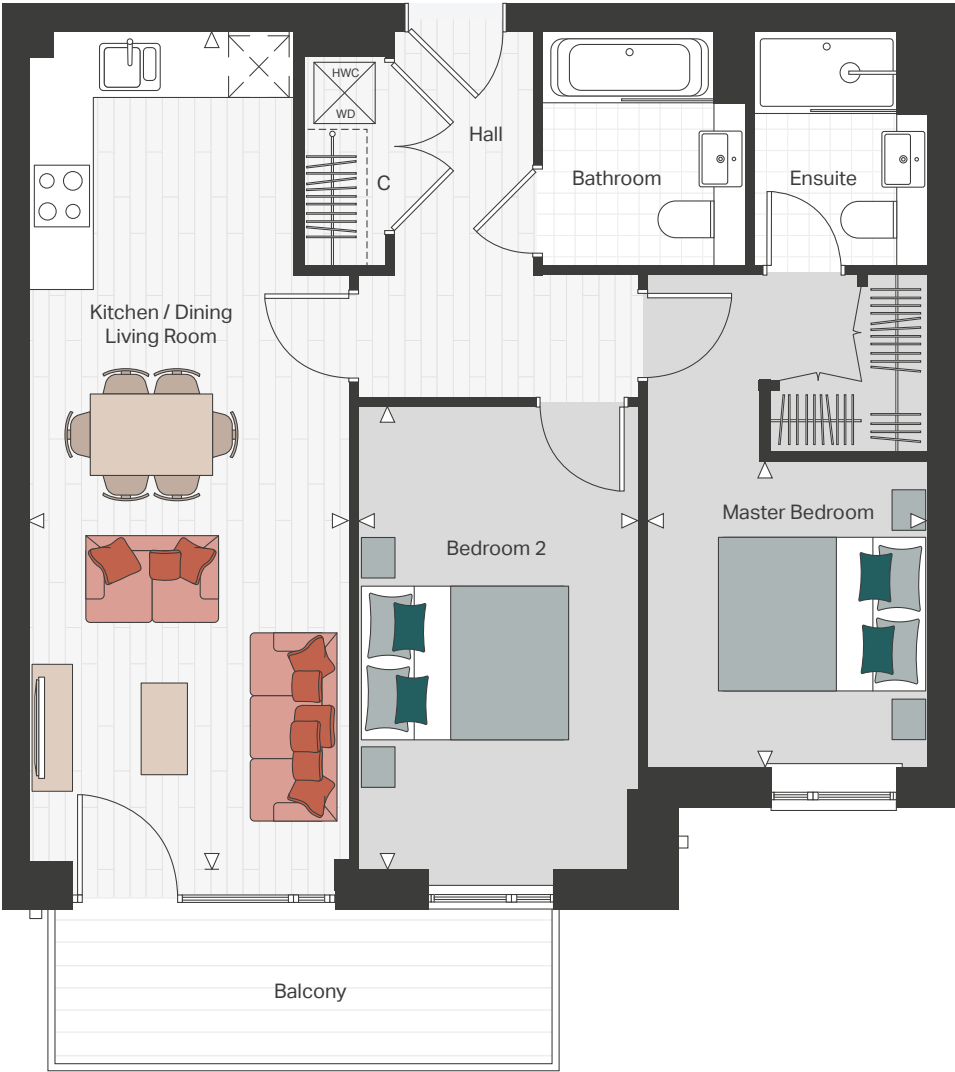 HWC
WD
Hall
C
Bathroom
Ensuite
Kitchen / Dining
Living Room
Master Bedroom
Bedroom 2
Balcony